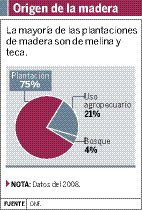 Origen de la madera
La mayoría de las plantaciones
de madera son de melina y
teca.
Plantación
75%
Uso
agropecuario
21%
Bosque
4%
NOTA: Datos del 2008.
FUENTE ONF.